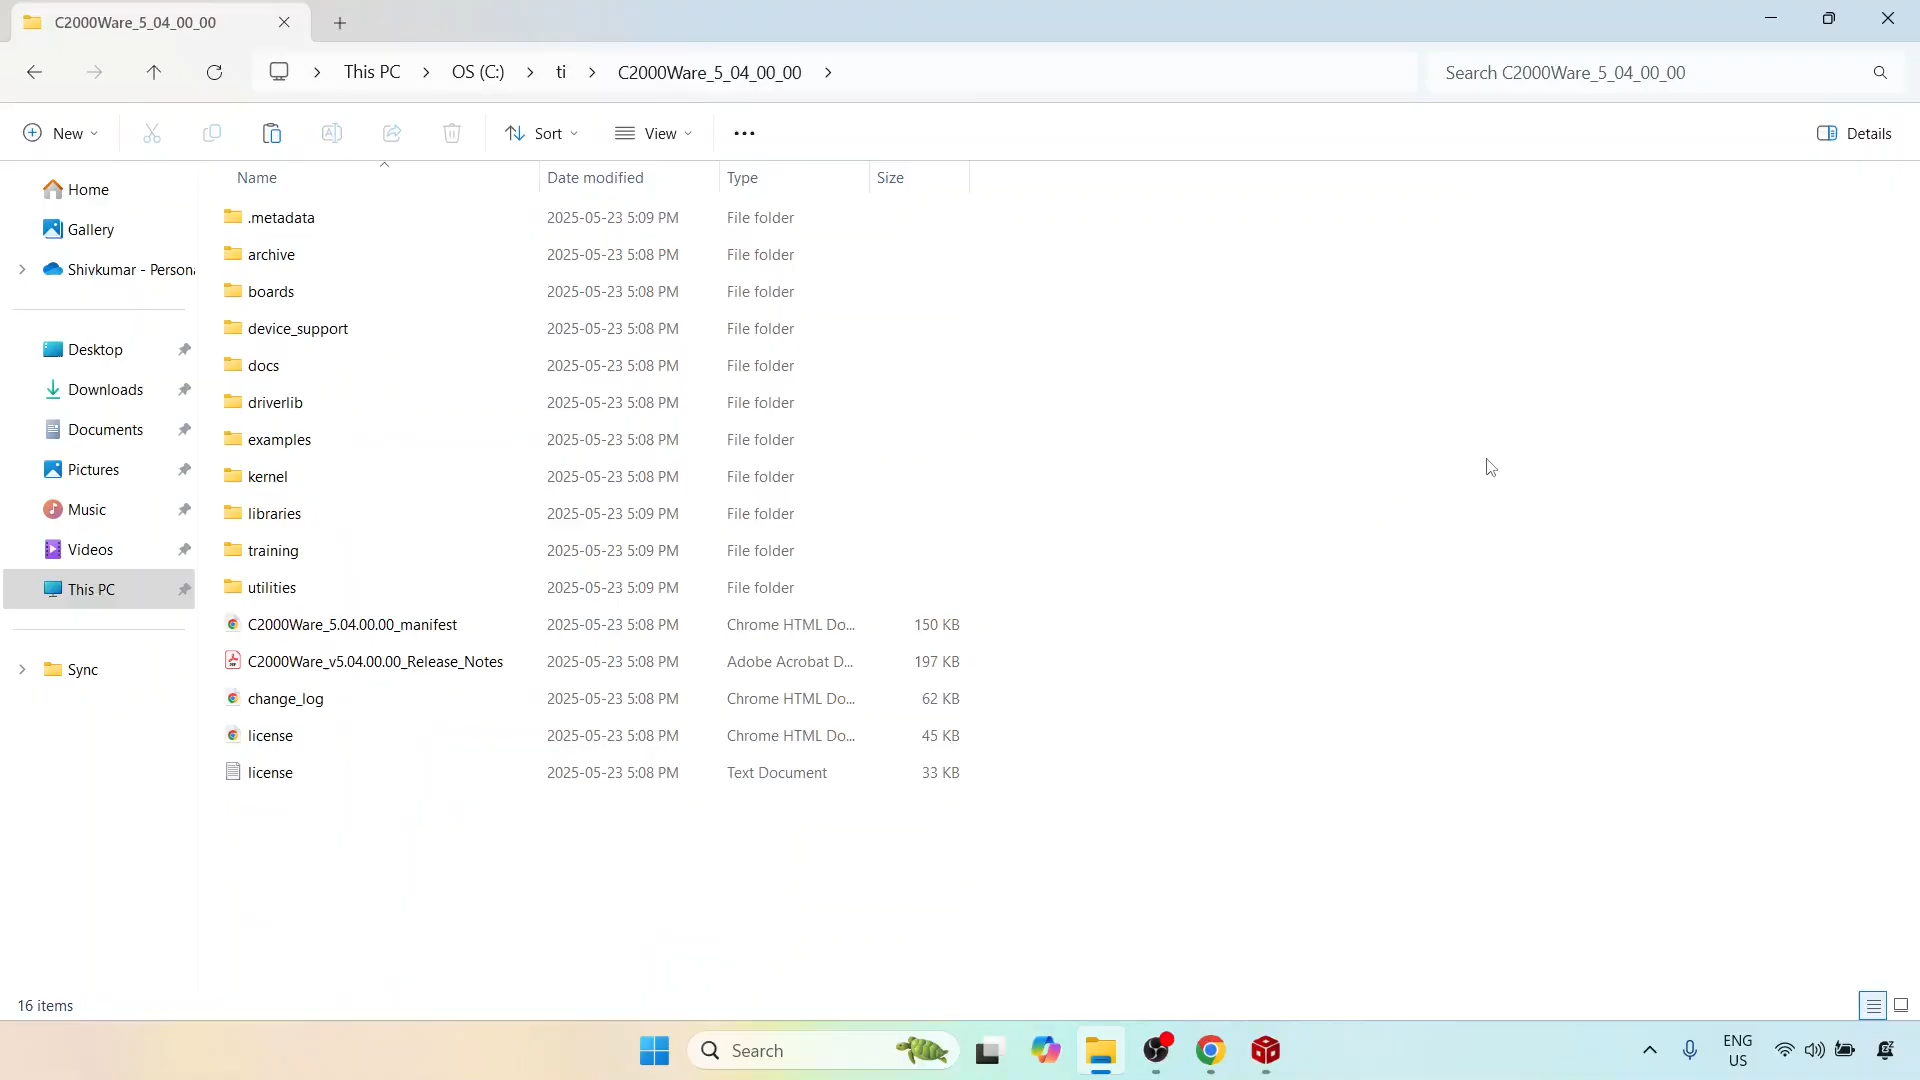 C2000Ware_5_04_00_00
This PC
OS (C:)
ti
C2000Ware_5_04_00_00
Search C2000Ware_5_04_00_00
New
Sort
View
Details
Name
Date modified
Type
Size
Home
Gallery
Shivkumar - Persona
Desktop
Downloads
Documents
Pictures
Music
Videos
This PC
Sync
.metadata 2025-05-23 5:09 PM File folder
archive 2025-05-23 5:08 PM File folder
boards 2025-05-23 5:08 PM File folder
device_support 2025-05-23 5:08 PM File folder
docs 2025-05-23 5:08 PM File folder
driverlib 2025-05-23 5:08 PM File folder
examples 2025-05-23 5:08 PM File folder
kernel 2025-05-23 5:08 PM File folder
libraries 2025-05-23 5:09 PM File folder
training 2025-05-23 5:09 PM File folder
utilities 2025-05-23 5:09 PM File folder
C2000Ware_5.04.00.00_manifest 2025-05-23 5:08 PM Chrome HTML Do... 150 KB
C2000Ware_v5.04.00.00_Release_Notes 2025-05-23 5:08 PM Adobe Acrobat D... 197 KB
change_log 2025-05-23 5:08 PM Chrome HTML Do... 62 KB
license 2025-05-23 5:08 PM Chrome HTML Do... 45 KB
license 2025-05-23 5:08 PM Text Document 33 KB
16 items
Search
ENG
US